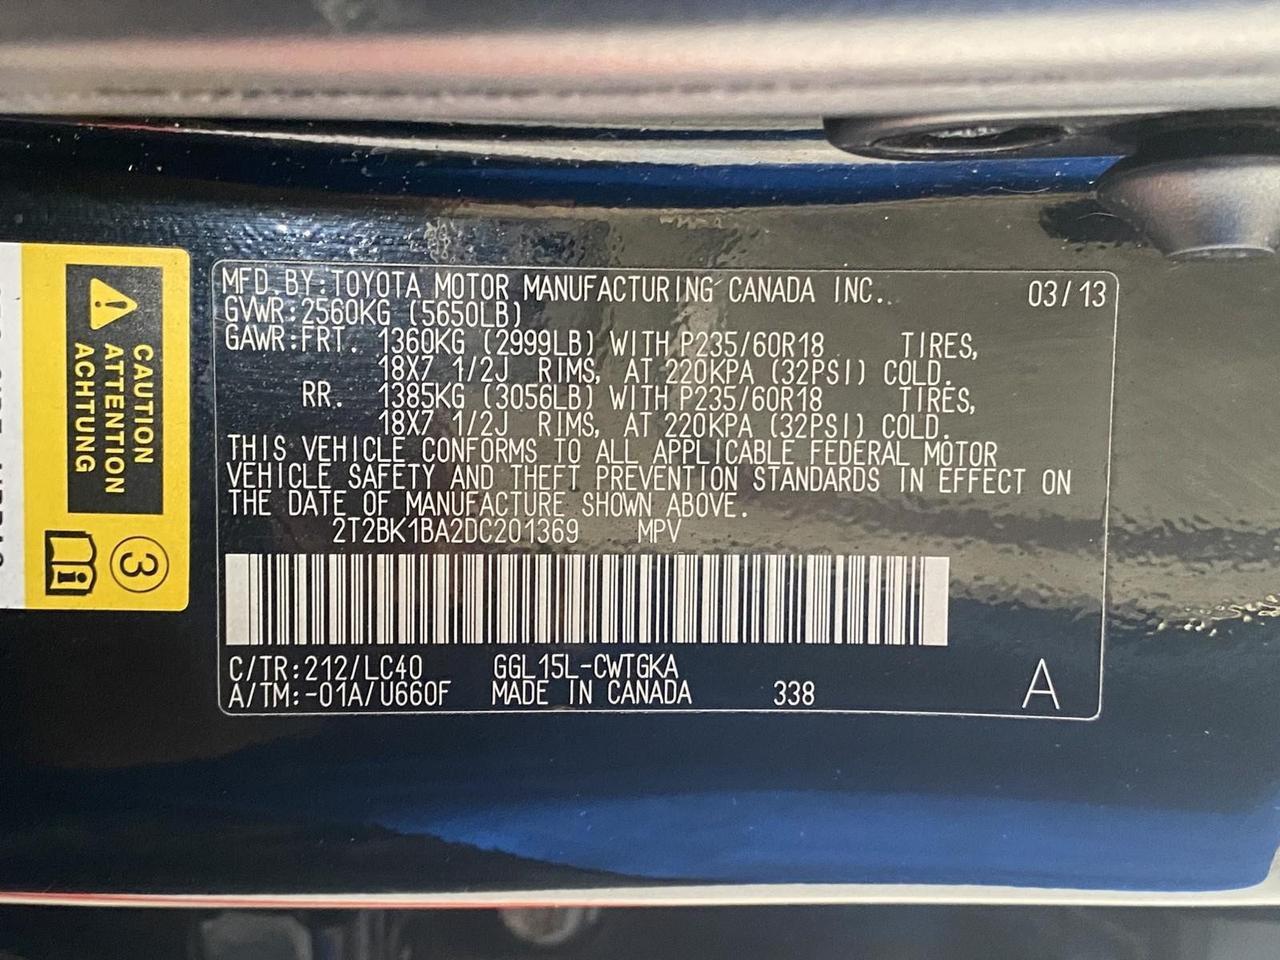 CAUTION
ATTENTION
ACHTUNG
3
MFD.BY:TOYOTA MOTOR MANUFACTURING CANADA INC. 03/13
GVWR:2560KG (5650LB)
GAWR:FRT. 1360KG (2999LB) WITH P235/60R18 TIRES,
18X7 1/2J RIMS, AT 220KPA (32PSI) COLD.
RR. 1385KG (3056LB) WITH P235/60R18 TIRES,
18X7 1/2J RIMS, AT 220KPA (32PSI) COLD.
THIS VEHICLE CONFORMS TO ALL APPLICABLE FEDERAL MOTOR
VEHICLE SAFETY AND THEFT PREVENTION STANDARDS IN EFFECT ON
THE DATE OF MANUFACTURE SHOWN ABOVE.
2T2BK1BA2DC201369 MPV
C/TR:212/LC40 GGL15L-CWTGKA
A/TM:-01A/U660F MADE IN CANADA 338 A